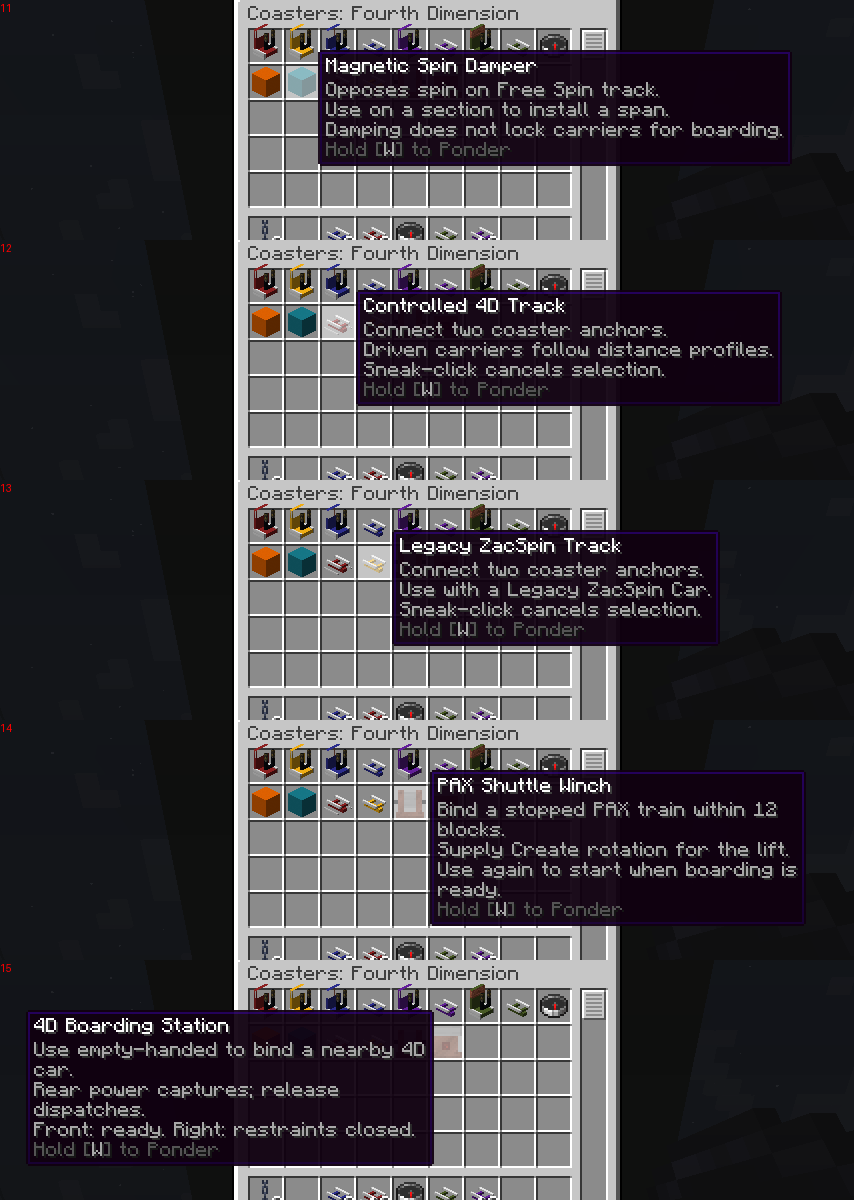 11
Coasters: Fourth Dimension
Magnetic Spin Damper
Opposes spin on Free Spin track.
Use on a section to install a span.
Damping does not lock carriers for boarding.
Hold [W] to Ponder
12
Coasters: Fourth Dimension
Controlled 4D Track
Connect two coaster anchors.
Driven carriers follow distance profiles.
Sneak-click cancels selection.
Hold [W] to Ponder
13
Coasters: Fourth Dimension
Legacy ZacSpin Track
Connect two coaster anchors.
Use with a Legacy ZacSpin Car.
Sneak-click cancels selection.
Hold [W] to Ponder
14
Coasters: Fourth Dimension
PAX Shuttle Winch
Bind a stopped PAX train within 12
blocks.
Supply Create rotation for the lift.
Use again to start when boarding is
ready.
Hold [W] to Ponder
15
Coasters: Fourth Dimension
4D Boarding Station
Use empty-handed to bind a nearby 4D
car.
Rear power captures; release
dispatches.
Front: ready. Right: restraints closed.
Hold [W] to Ponder